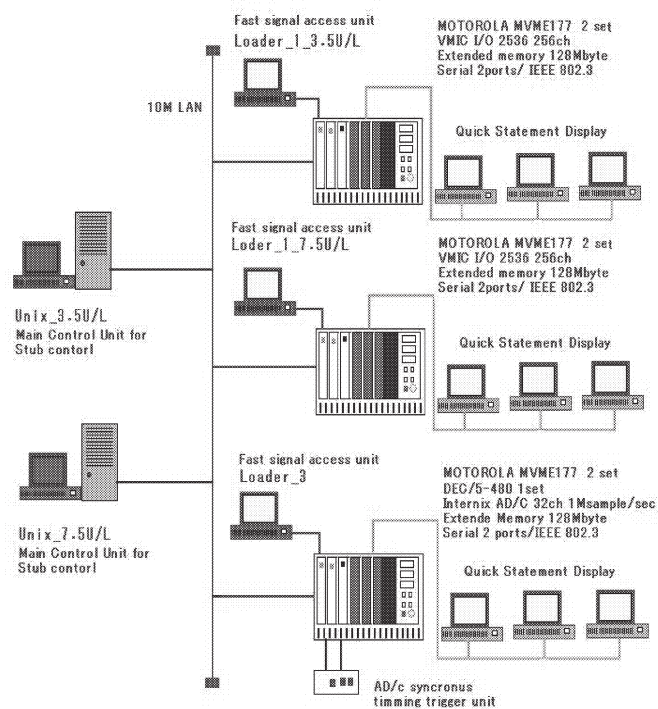 Fast signal access unit
Loader_1_3.5U/L
MOTOROLA MVME177 2 set
VMIC I/O 2536 256ch
Extended memory 128Mbyte
Serial 2ports/ IEEE 802.3
10M LAN
Quick Statement Display
Fast signal access unit
Loder_1_7.5U/L
MOTOROLA MVME177 2 set
VMIC I/O 2536 256ch
Extended memory 128Mbyte
Serial 2ports/ IEEE 802.3
Unix_3.5U/L
Main Control Unit for
Stub contorl
Quick Statement Display
Fast signal access unit
Loader_3
MOTOROLA MVME177 2 set
DEC/5-480 1set
Internix AD/C 32ch 1Msample/sec
Extende Memory 128Mbyte
Serial 2 ports/IEEE 802.3
Unix_7.5U/L
Main Control Unit for
Stub contorl
Quick Statement Display
AD/c syncronus
timming trigger unit